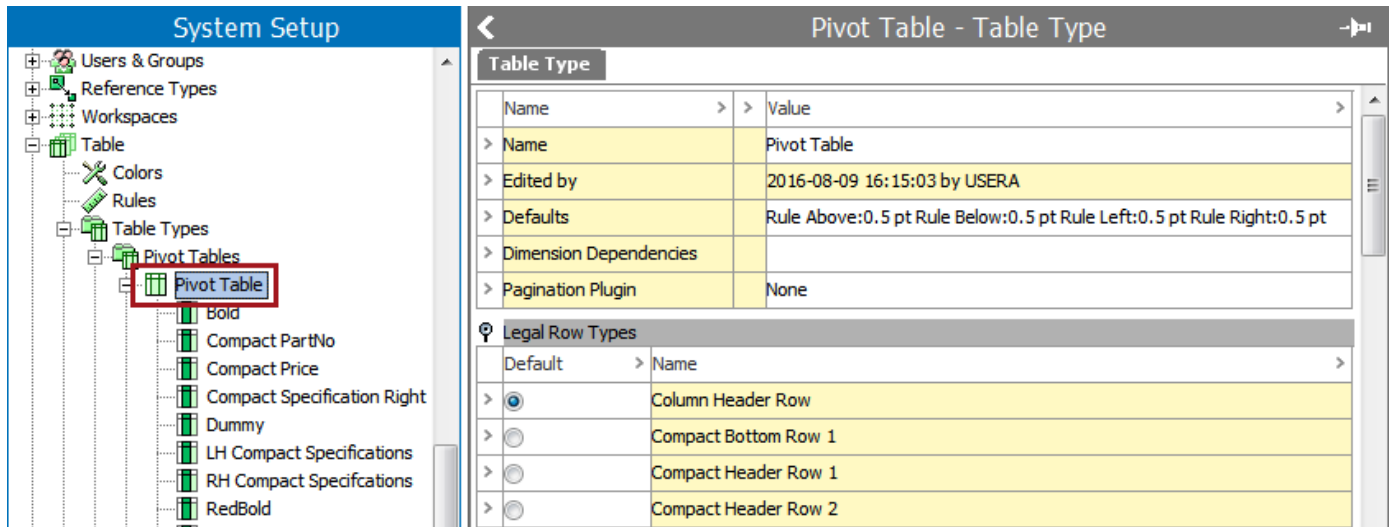 System Setup
Users & Groups
Reference Types
Workspaces
Table
Colors
Rules
Table Types
Pivot Tables
Pivot Table
Bold
Compact PartNo
Compact Price
Compact Specification Right
Dummy
LH Compact Specifications
RH Compact Specifcations
RedBold
Pivot Table - Table Type
Table Type
Name > > Value >
> Name Pivot Table
> Edited by 2016-08-09 16:15:03 by USERA
> Defaults Rule Above:0.5 pt Rule Below:0.5 pt Rule Left:0.5 pt Rule Right:0.5 pt
> Dimension Dependencies
> Pagination Plugin None
Legal Row Types
Default > Name >
> Column Header Row
> Compact Bottom Row 1
> Compact Header Row 1
> Compact Header Row 2